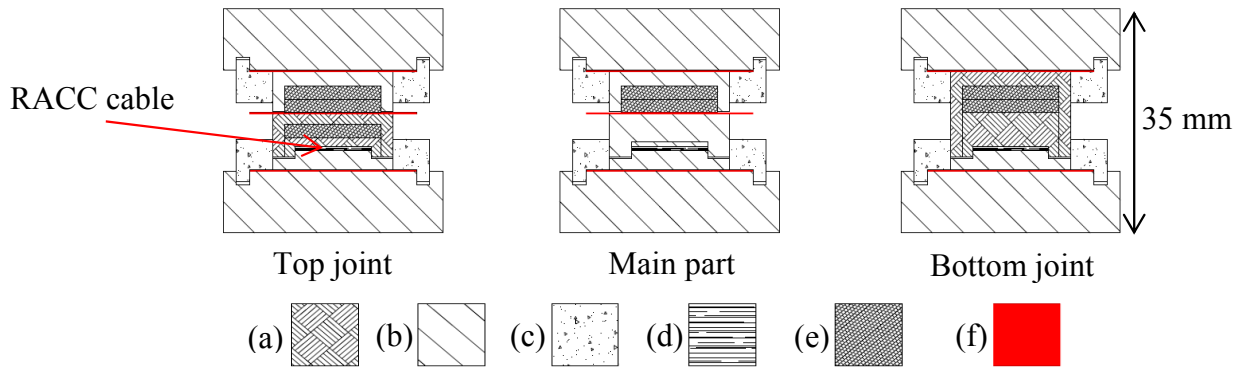 RACC cable
35 mm
Top joint
Main part
Bottom joint
(a) (b) (c) (d) (e) (f)